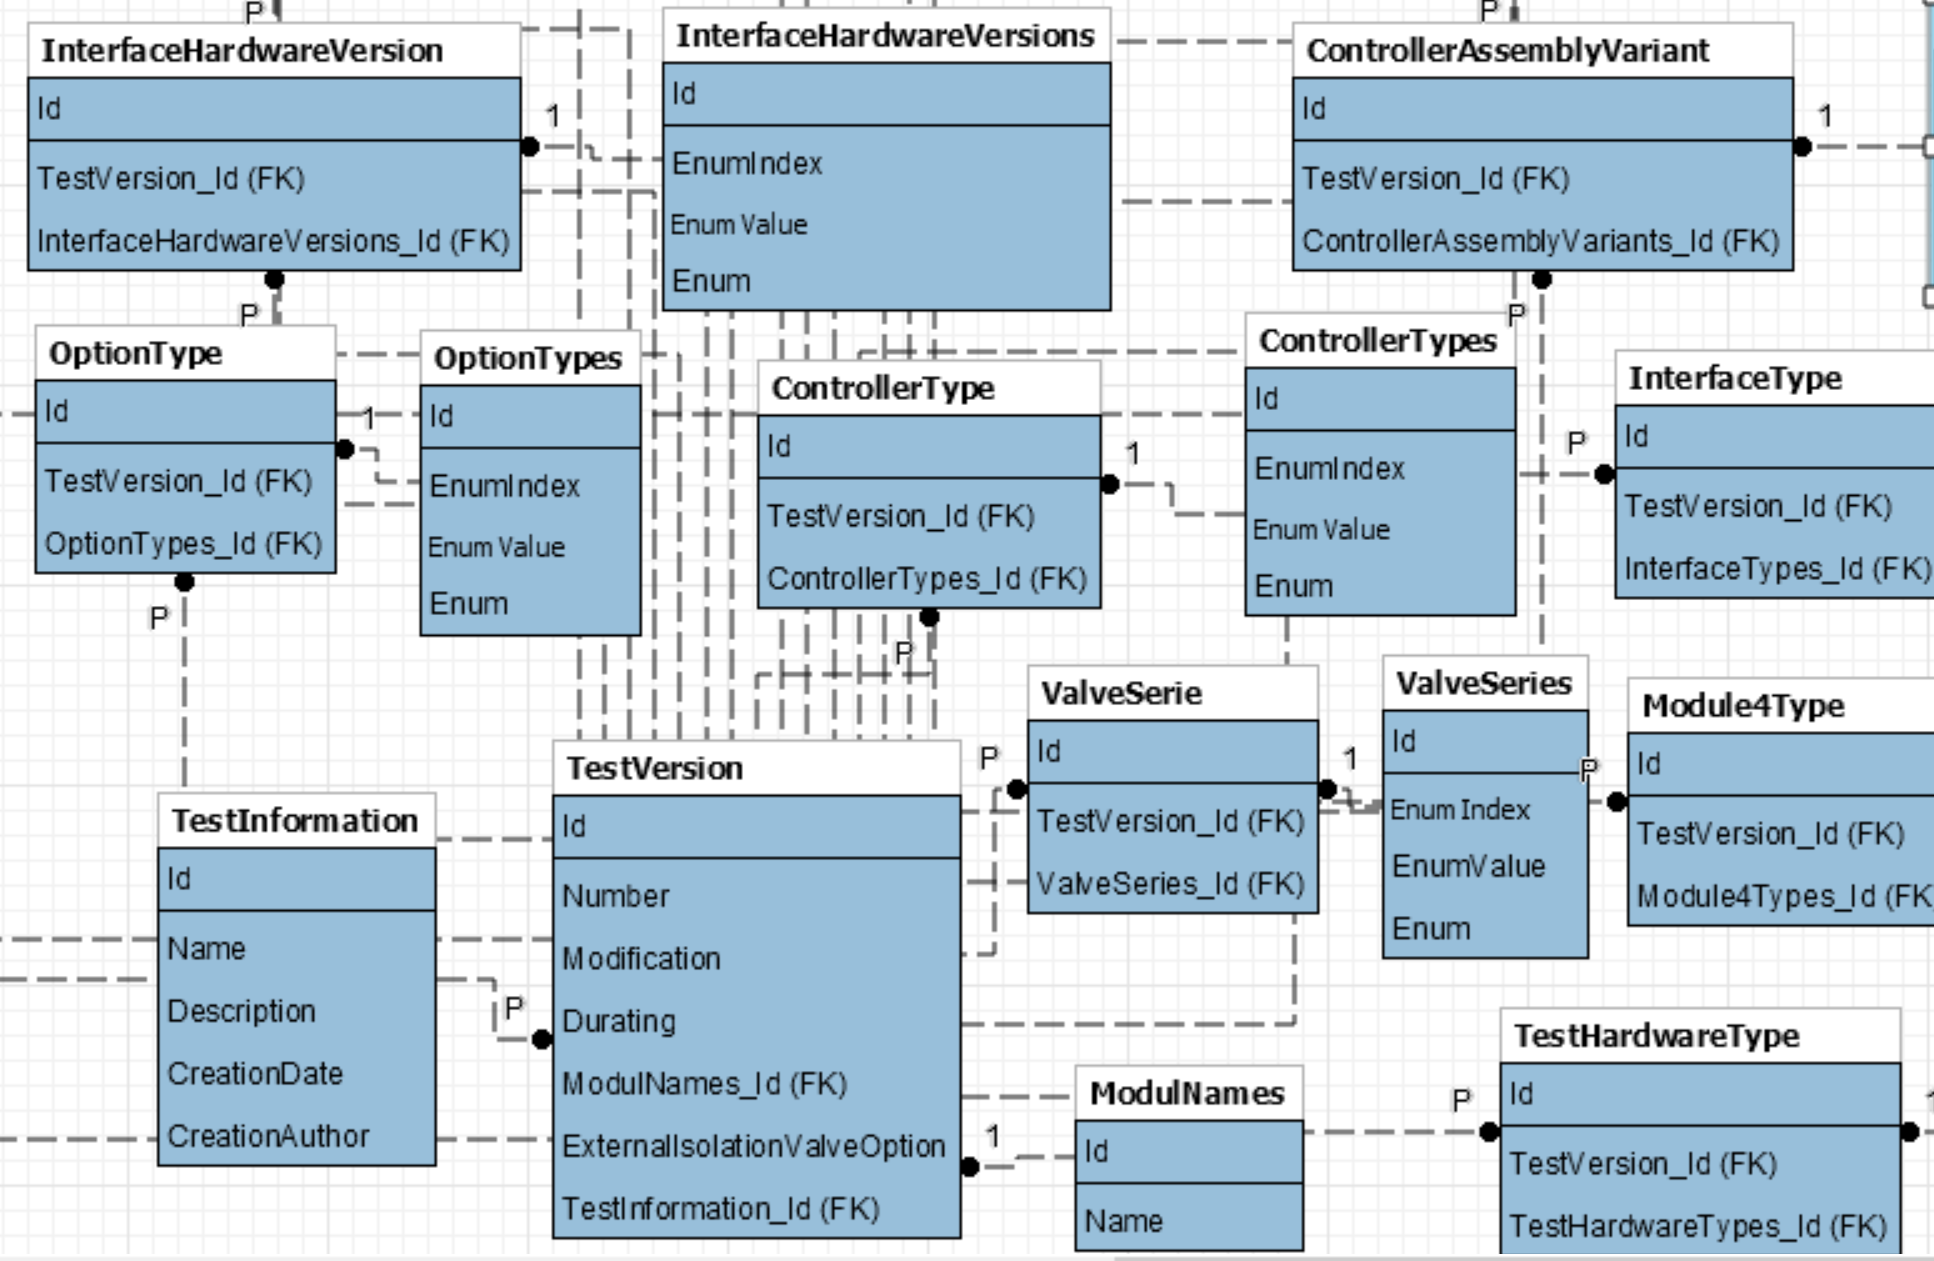 P
InterfaceHardwareVersion
Id
TestVersion_Id (FK)
InterfaceHardwareVersions_Id (FK)
1
P
InterfaceHardwareVersions
Id
EnumIndex
Enum Value
Enum
P
ControllerAssemblyVariant
Id
TestVersion_Id (FK)
ControllerAssemblyVariants_Id (FK)
1
P
OptionType
Id
TestVersion_Id (FK)
OptionTypes_Id (FK)
1
P
OptionTypes
Id
EnumIndex
Enum Value
Enum
ControllerType
Id
TestVersion_Id (FK)
ControllerTypes_Id (FK)
1
P
ControllerTypes
Id
EnumIndex
Enum Value
Enum
P
InterfaceType
Id
TestVersion_Id (FK)
InterfaceTypes_Id (FK)
TestInformation
Id
Name
Description
CreationDate
CreationAuthor
P
TestVersion
Id
Number
Modification
Durating
ModulNames_Id (FK)
ExternalIsolationValveOption
TestInformation_Id (FK)
1
P
ValveSerie
Id
TestVersion_Id (FK)
ValveSeries_Id (FK)
1
ValveSeries
Id
Enum Index
EnumValue
Enum
P
Module4Type
Id
TestVersion_Id (FK)
Module4Types_Id (FK
ModulNames
Id
Name
P
TestHardwareType
Id
TestVersion_Id (FK)
TestHardwareTypes_Id (FK)
1